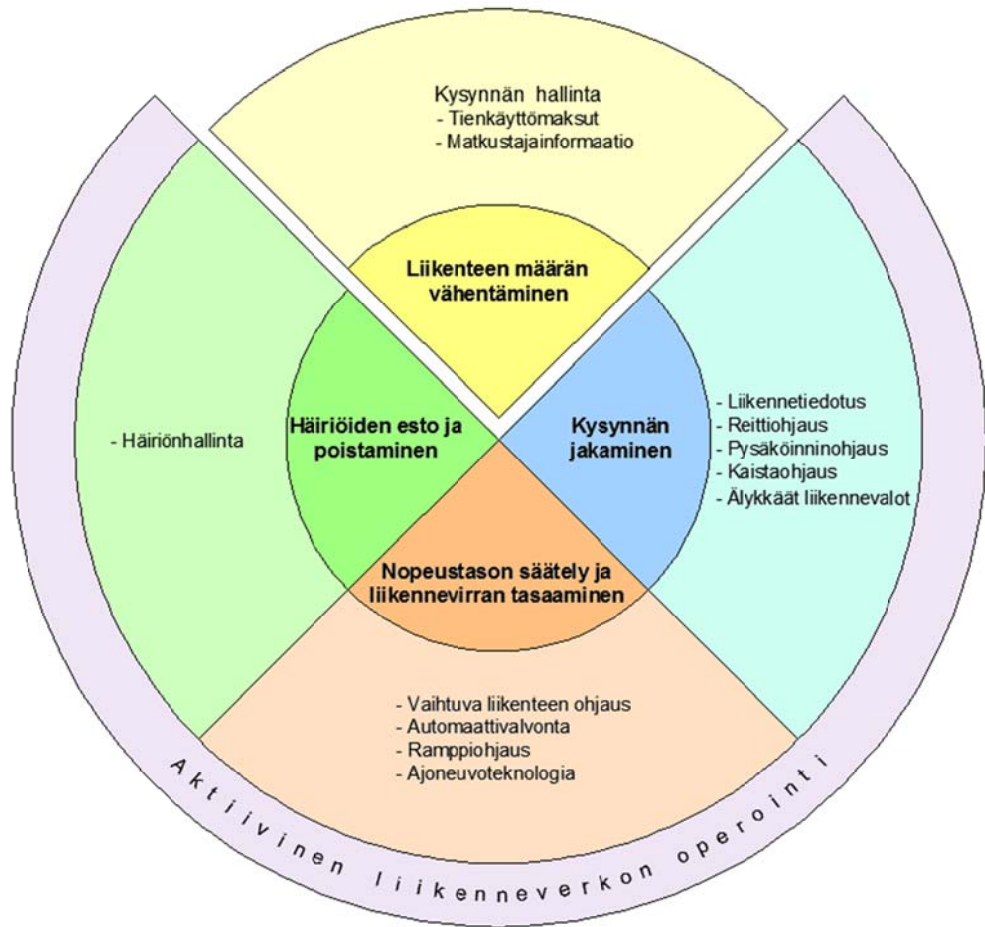 Kysynnän hallinta
- Tienkäyttömaksut
- Matkustajainformaatio
Liikenteen määrän
vähentäminen
- Häiriönhallinta
Häiriöiden esto ja
poistaminen
Kysynnän
jakaminen
- Liikennetiedotus
- Reittiohjaus
- Pysäköinninohjaus
- Kaistaohjaus
- Älykkäät liikennevalot
Nopeustason säätely ja
liikennevirran tasaaminen
- Vaihtuva liikenteen ohjaus
- Automaattivalvonta
- Ramppiohjaus
- Ajoneuvoteknologia
Aktiivinen liikenneverkon operointi